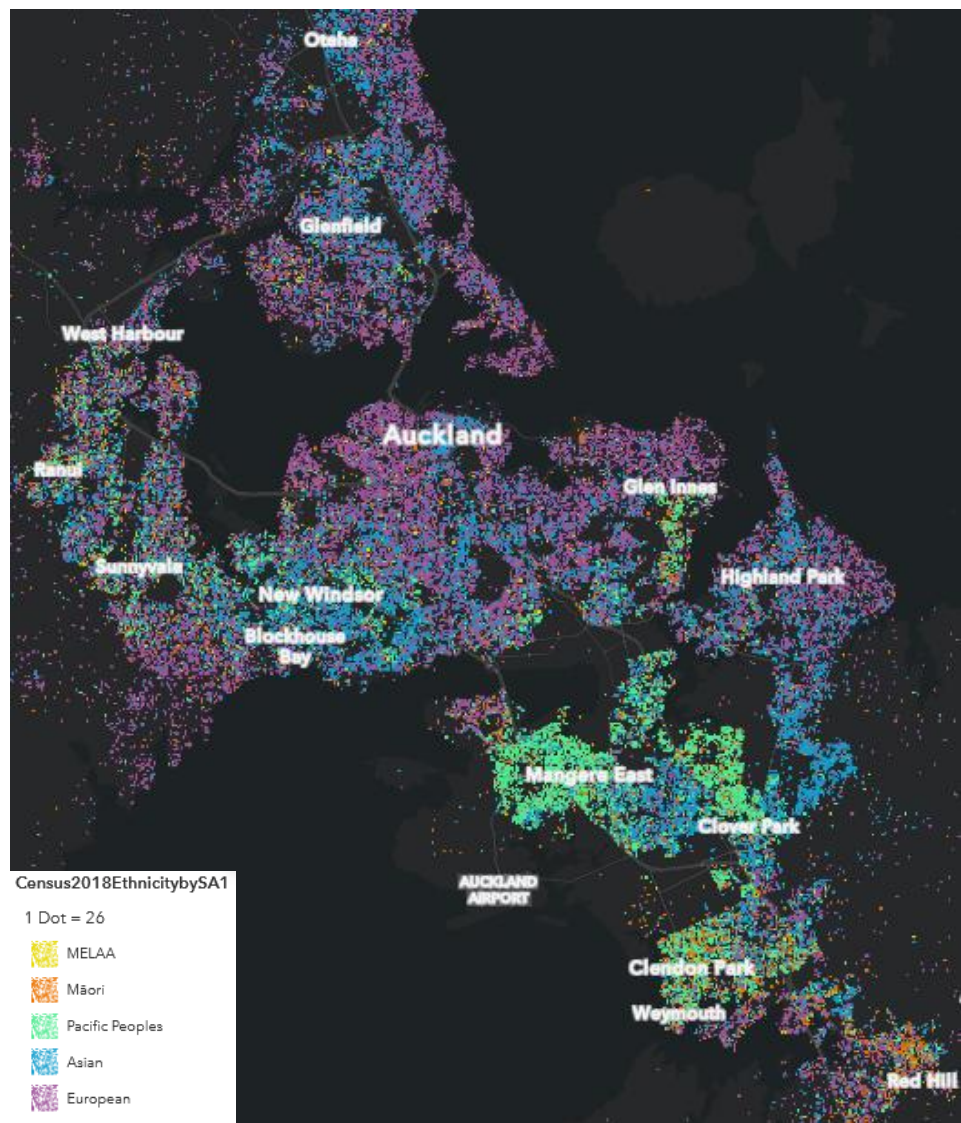 Oteha
Glenfield
West Harbour
Auckland
Ranui
Glen Innes
Sunnyvale
Highland Park
New Windsor
Blockhouse
Bay
Mangere East
Clover Park
AUCKLAND
AIRPORT
Clendon Park
Weymouth
Red Hill
Census2018EthnicitybySA1
1 Dot = 26
MELAA
Māori
Pacific Peoples
Asian
European